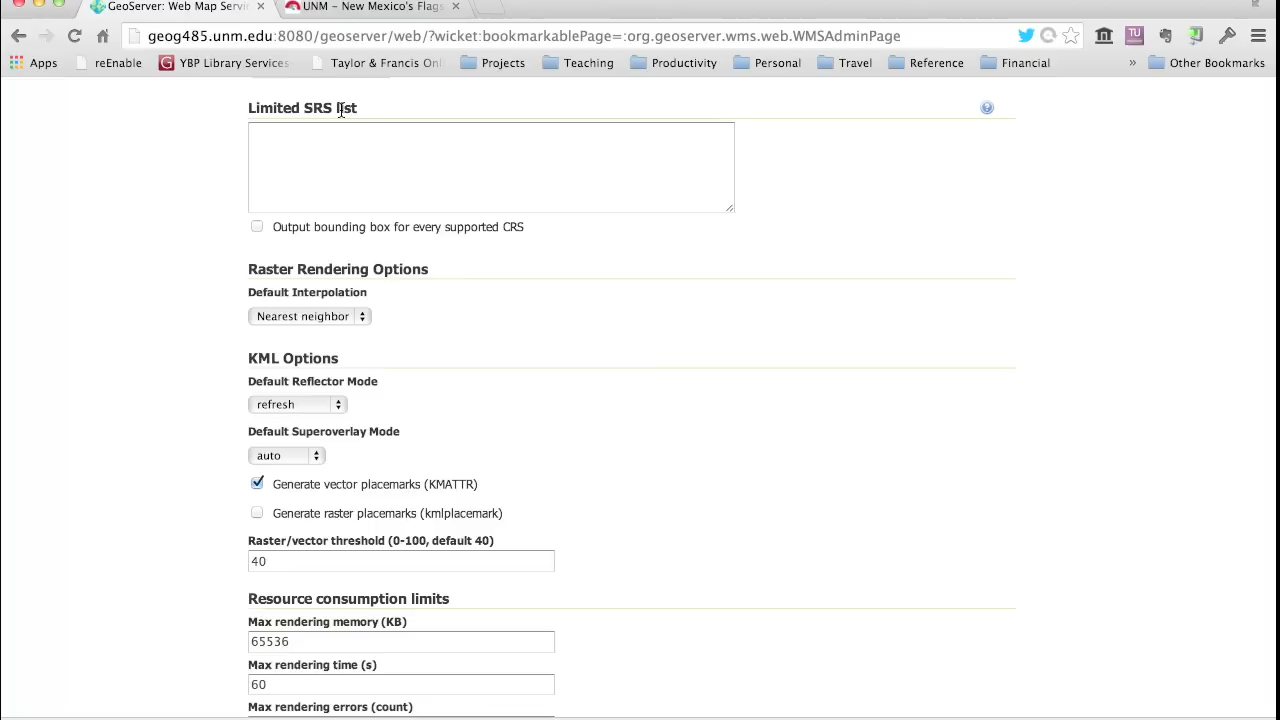 GeoServer: Web Map Servi
UNM – New Mexico's Flags
geog485.unm.edu:8080/geoserver/web/?wicket:bookmarkablePage=:org.geoserver.wms.web.WMSAdminPage
Apps reEnable YBP Library Services Taylor & Francis On Projects Teaching Productivity Personal Travel Reference Financial » Other Bookmarks
Limited SRS list
Output bounding box for every supported CRS
Raster Rendering Options
Default Interpolation
Nearest neighbor
KML Options
Default Reflector Mode
refresh
Default Superoverlay Mode
auto
Generate vector placemarks (KMATTR)
Generate raster placemarks (kmlplacemark)
Raster/vector threshold (0-100, default 40)
40
Resource consumption limits
Max rendering memory (KB)
65536
Max rendering time (s)
60
Max rendering errors (count)